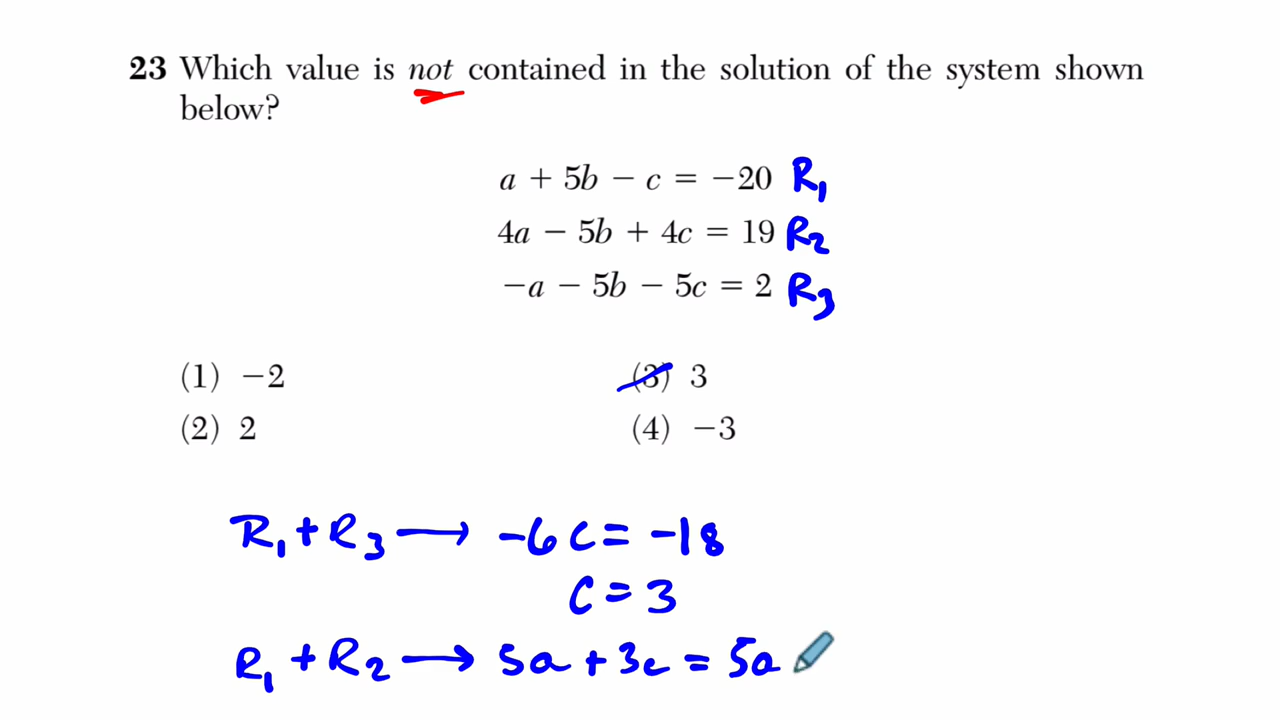 23 Which value is not contained in the solution of the system shown
below?
a + 5b − c = −20 R₁
4a − 5b + 4c = 19 R₂
−a − 5b − 5c = 2 R₃
(1) −2 (3) 3
(2) 2 (4) −3
R₁ + R₃ → −6c = −18
c = 3
R₁ + R₂ → 5a + 3c = 5a